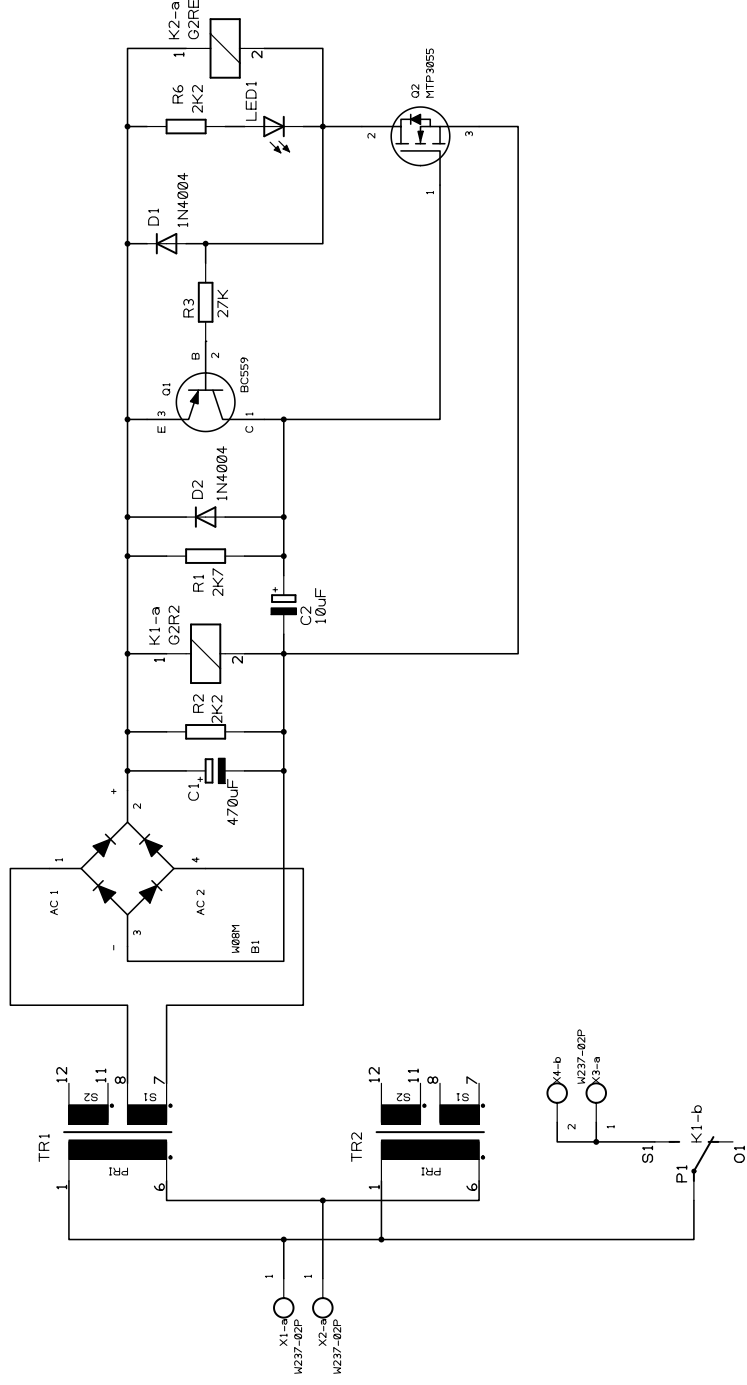 K2-a
G2RE
1
2
R6
2K2
LED1
Q2
MTP3055
2
3
1
D1
1N4004
R3
27K
Q1
B
2
BC559
E 3
C 1
D2
1N4004
R1
2K7
K1-a
G2R2
1
2
+
C2
10uF
R2
2K2
C1
+
470uF
+
2
1
AC 1
4
AC 2
-
3
W08M
B1
TR1
12
11
8
7
S2
S1
PRI
1
6
TR2
12
11
8
7
S2
S1
PRI
1
6
X4-b
W237-02P
X3-a
2
1
S1
K1-b
P1
O1
1
1
X1-a
W237-02P
X2-a
W237-02P